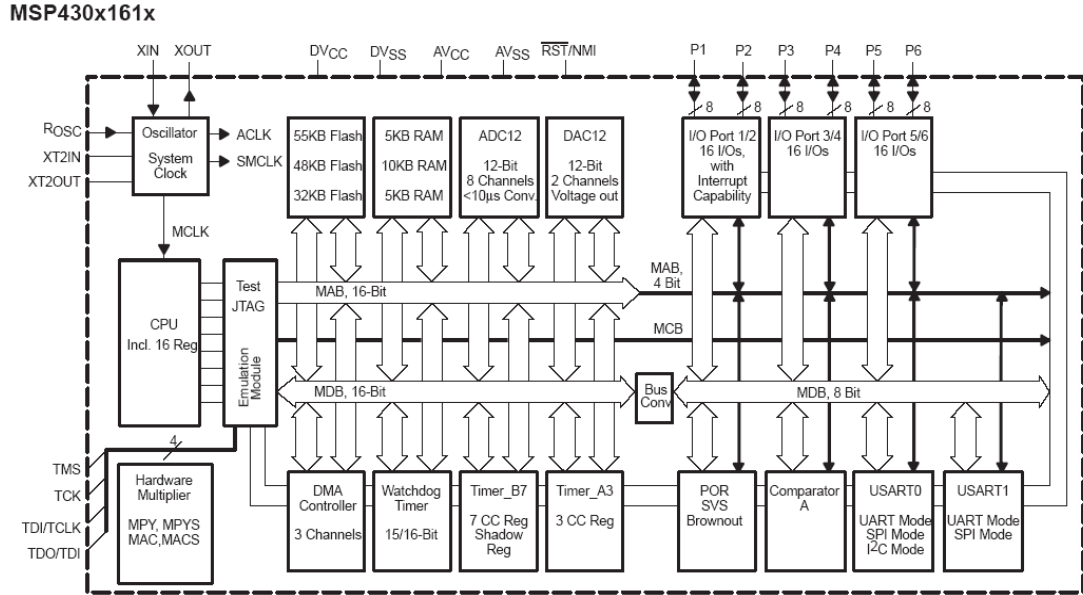 MSP430x161x
XIN
XOUT
DVCC
DVSS
AVCC
AVSS
RST/NMI
P1
P2
P3
P4
P5
P6
8
8
8
8
8
8
ROSC
XT2IN
XT2OUT
Oscillator
System
Clock
ACLK
SMCLK
MCLK
55KB Flash
48KB Flash
32KB Flash
5KB RAM
10KB RAM
5KB RAM
ADC12
12-Bit
8 Channels
<10μs Conv.
DAC12
12-Bit
2 Channels
Voltage out
I/O Port 1/2
16 I/Os,
with
Interrupt
Capability
I/O Port 3/4
16 I/Os
I/O Port 5/6
16 I/Os
CPU
Incl. 16 Reg
Test
JTAG
Emulation
Module
MAB, 16-Bit
MAB,
4 Bit
MCB
MDB, 16-Bit
Bus
Conv
MDB, 8 Bit
4
TMS
TCK
TDI/TCLK
TDO/TDI
Hardware
Multiplier
MPY, MPYS
MAC,MACS
DMA
Controller
3 Channels
Watchdog
Timer
15/16-Bit
Timer_B7
7 CC Reg
Shadow
Reg
Timer_A3
3 CC Reg
POR
SVS
Brownout
Comparator
A
USART0
UART Mode
SPI Mode
I2C Mode
USART1
UART Mode
SPI Mode